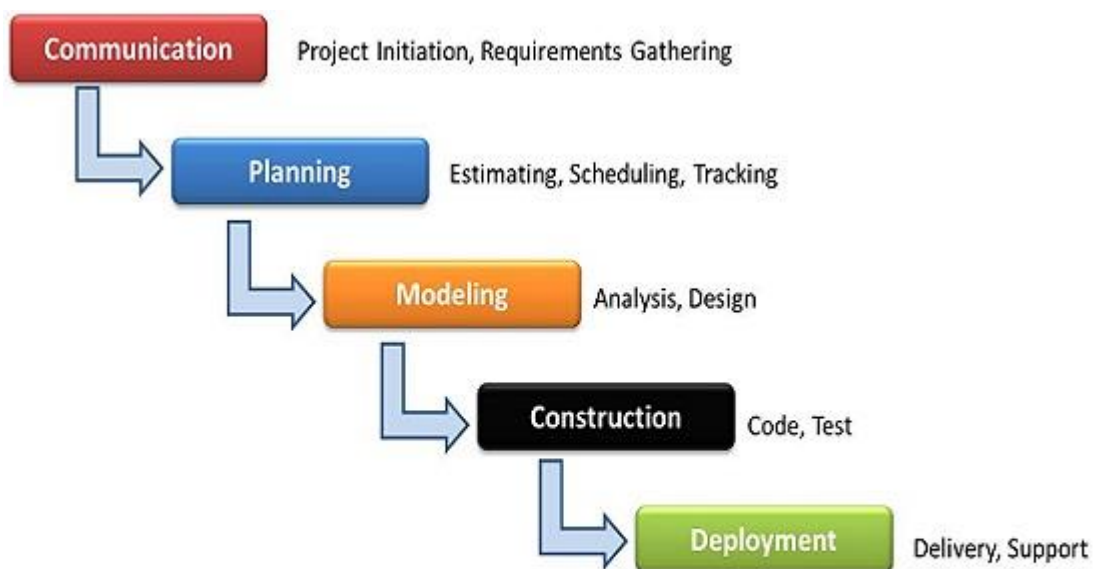 Communication
Project Initiation, Requirements Gathering
Planning
Estimating, Scheduling, Tracking
Modeling
Analysis, Design
Construction
Code, Test
Deployment
Delivery, Support